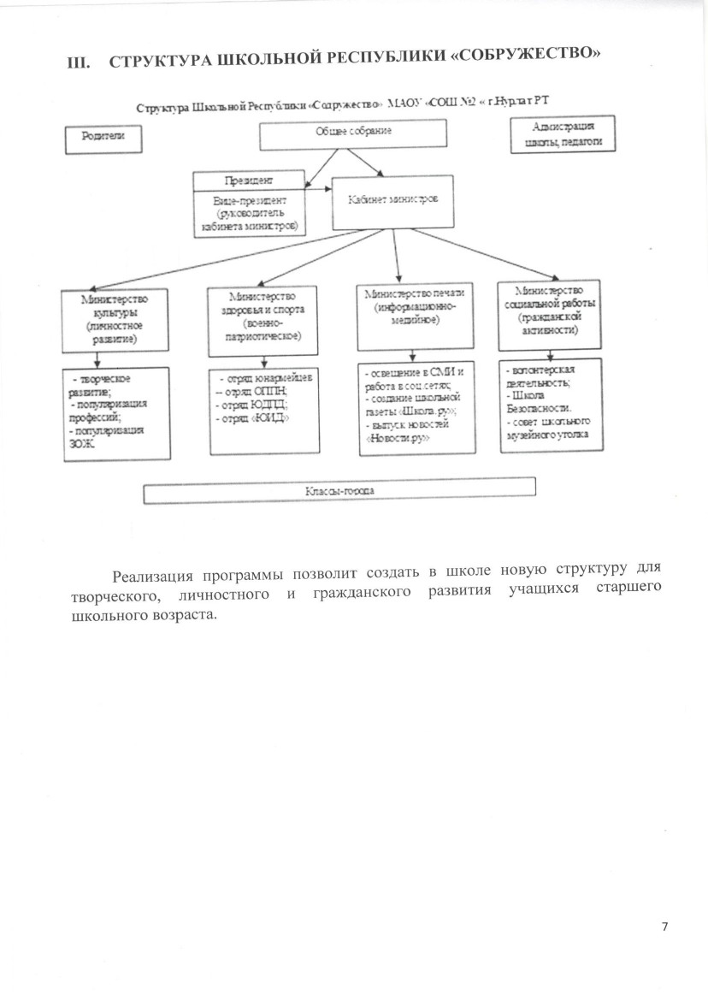 III. СТРУКТУРА ШКОЛЬНОЙ РЕСПУБЛИКИ «СОБРУЖЕСТВО»
Структура Школьной Республики «Содружество» МАОУ «СОШ №2 « г.Нурлат РТ
Родители
Общее собрание
Адмистрация
школы, педагоги
Президент
Вице-президент
(руководитель
кабинета министров)
Кабинет министров
Министерство
культуры
(личностное
развитие)
Министерство
здоровья и спорта
(военно-
патриотическое)
Министерство печати
(информационно-
медийное)
Министерство
социальной работы
(гражданской
активности)
- творческое
развитие;
- популяризация
профессий;
- популяризация
ЗОЖ.
- отряд юнармейцев
-- отряд ОППН;
- отряд ЮДПД;
- отряд «ЮИД»
- освещение в СМИ и
работа в соц.сетях;
- создание школьной
газеты «Школа.ру»;
- выпуск новостей
«Новости.ру»
- волонтерская
деятельность;
- Школа
Безопасности.
- совет школьного
музейного уголка
Классы-города
Реализация программы позволит создать в школе новую структуру для
творческого, личностного и гражданского развития учащихся старшего
школьного возраста.
7